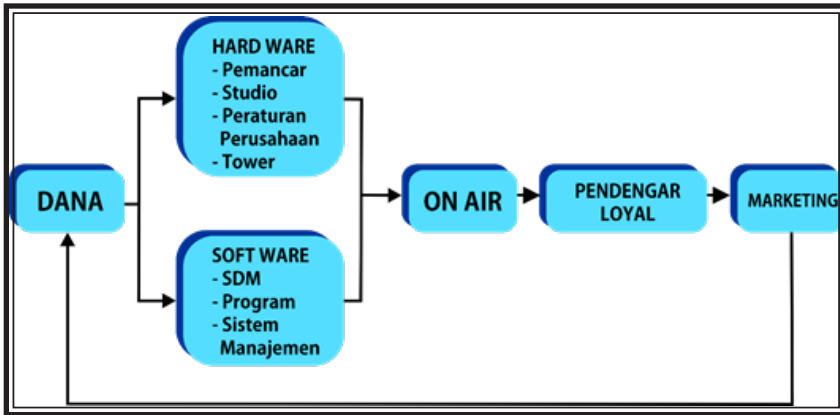 DANA
HARD WARE
- Pemancar
- Studio
- Peraturan
Perusahaan
- Tower
SOFT WARE
- SDM
- Program
- Sistem
Manajemen
ON AIR
PENDENGAR
LOYAL
MARKETING